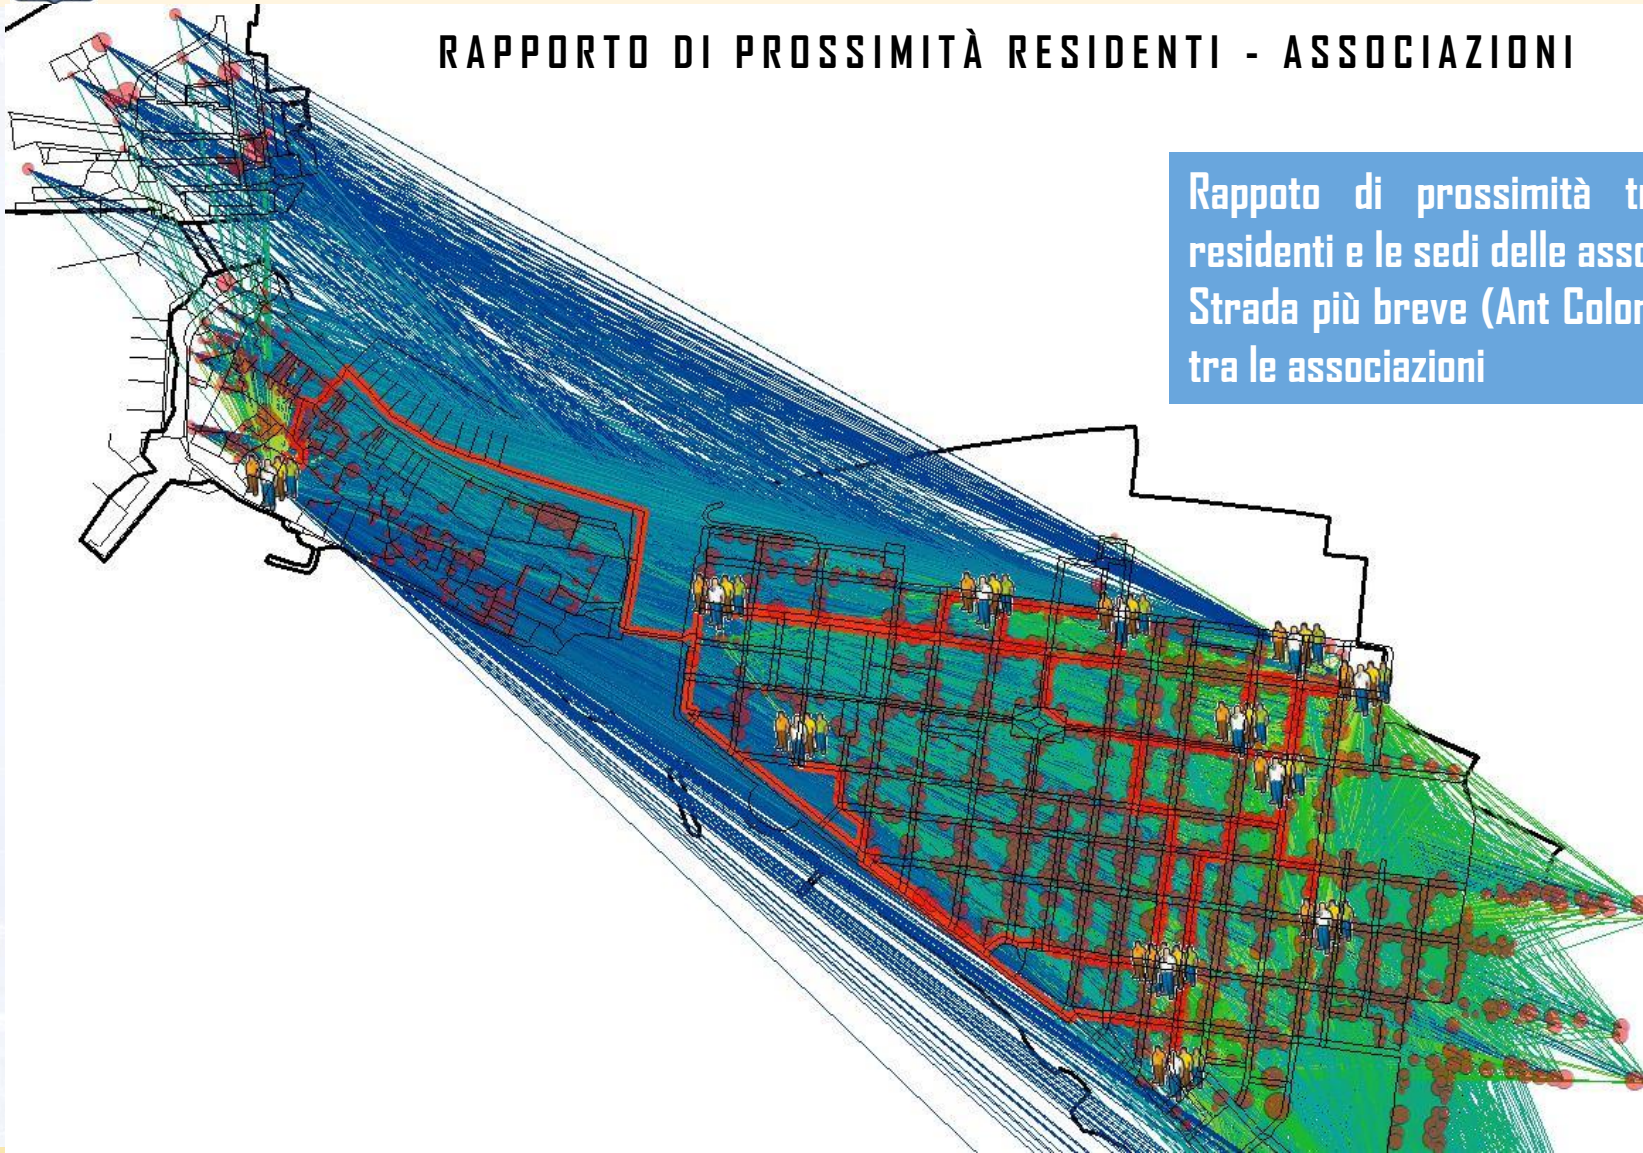 RAPPORTO DI PROSSIMITÀ RESIDENTI - ASSOCIAZIONI
Rappoto di prossimità
residenti e le sedi delle
Strada più breve (Ant
tra le associazioni